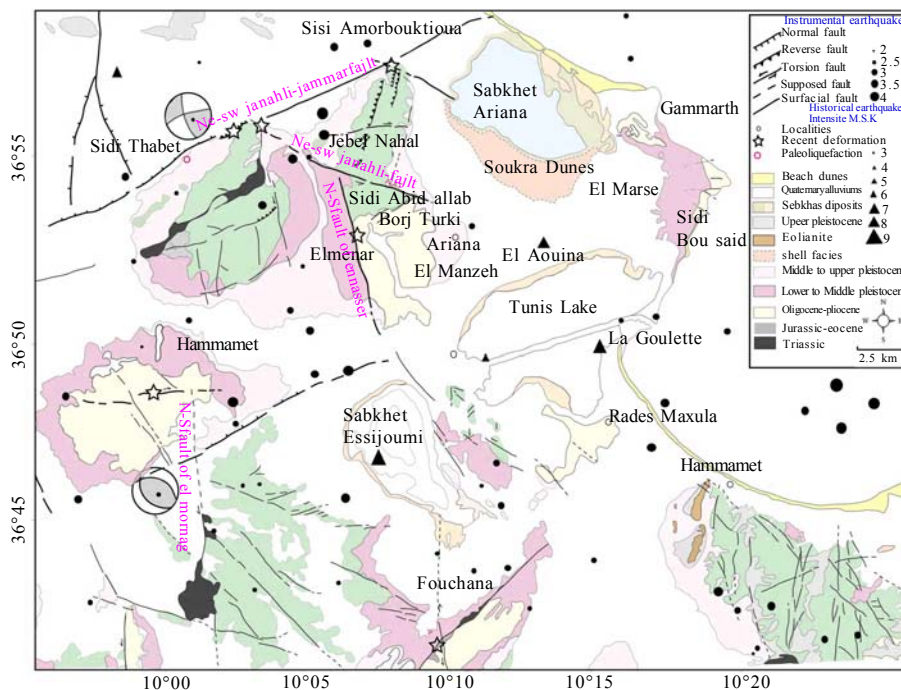 Sisi Amorbouktioua
Ne-sw janahli-jammarfajlt
Sabkhet
Ariana
Gammarth
Sidi Thabet
Jebel Nahal
Ne-sw janahli-fajlt
Soukra Dunes
El Marse
Sidi Abid allab
Borj Turki
Sidi
Bou said
Elmenar
Ariana
El Manzeh
El Aouina
N-Sfault of ennasser
Tunis Lake
La Goulette
Hammamet
Sabkhet
Essijoumi
Rades Maxula
Hammamet
N-Sfault of el mornag
Fouchana
36°55
36°50
36°45
10°00
10°05
10°10
10°15
10°20
Instrumental earthquake
Normal fault
Reverse fault
Torsion fault
Supposed fault
Surfacial fault
2
2.5
3
3.5
4
Historical earthquake
Intensite M.S.K
Localities
Recent deformation
Paleoliquefaction
3
4
5
6
7
8
9
Beach dunes
Quaternaryalluviums
Sebkhas diposits
Upeer pleistocene
Eolianite
shell facies
Middle to upper pleistocene
Lower to Middle pleistocene
Oligocene-pliocene
Jurassic-eocene
Triassic
N
W
E
S
2.5 km